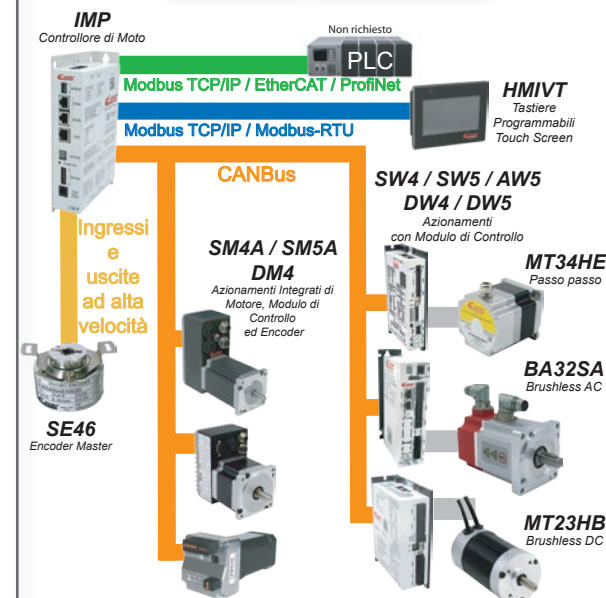 IMP
Controllore di Moto
Non richiesto
PLC
Modbus TCP/IP / EtherCAT / ProfiNet
HMIVT
Tastiere
Programmabili
Touch Screen
Modbus TCP/IP / Modbus-RTU
CANBus
SW4 / SW5 / AW5
DW4 / DW5
Azionamenti
con Modulo di Controllo
Ingressi
e
uscite
ad alta
velocità
SM4A / SM5A
DM4
Azionamenti Integrati di
Motore, Modulo di
Controllo
ed Encoder
MT34HE
Passo passo
BA32SA
Brushless AC
SE46
Encoder Master
MT23HB
Brushless DC